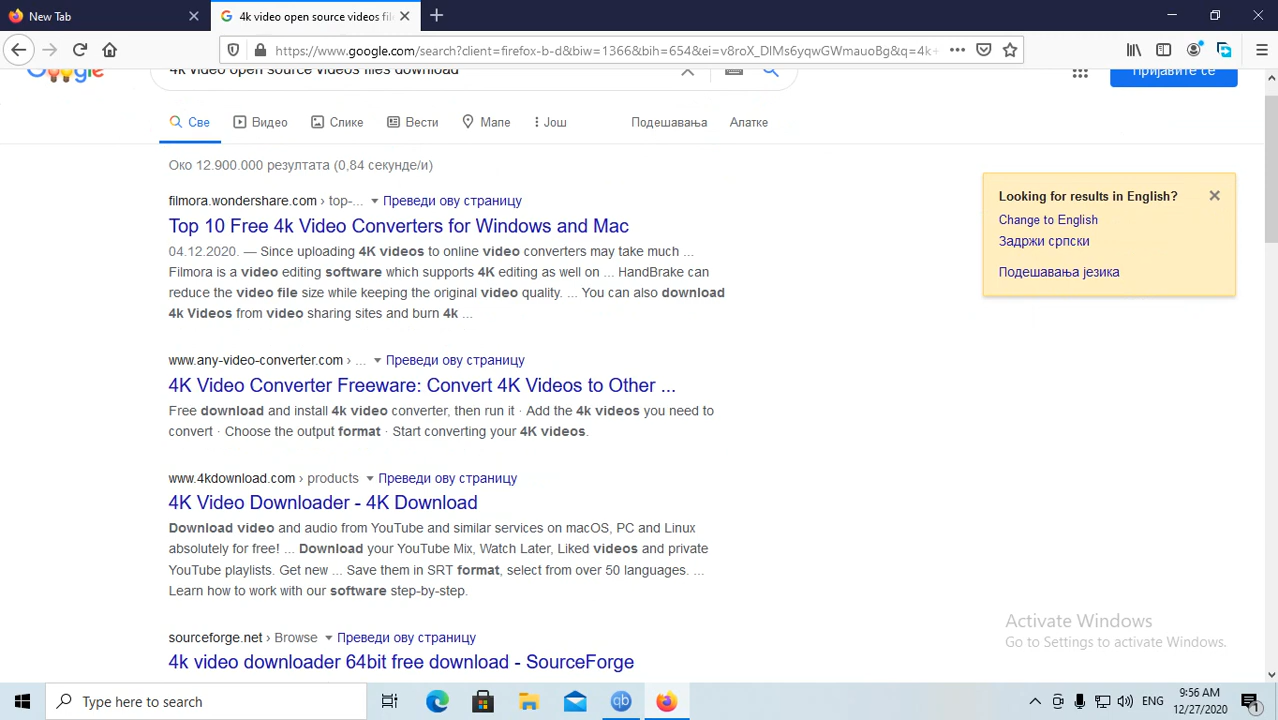 New Tab
4k video open source videos fil
https://www.google.com/search?client=firefox-b-d&biw=1366&bih=654&ei=v8roX_DIMs6yqwGWmauoBg&q=4k+
4k video open source videos files download
Пријавите се
Све Видео Слике Вести Мапе Још Подешавања Алатке
Око 12.900.000 резултата (0,84 секунде/и)
filmora.wondershare.com › top-... Преведи ову страницу
Top 10 Free 4k Video Converters for Windows and Mac
04.12.2020. — Since uploading 4K videos to online video converters may take much ...
Filmora is a video editing software which supports 4K editing as well on ... HandBrake can
reduce the video file size while keeping the original video quality. ... You can also download
4k Videos from video sharing sites and burn 4k ...
www.any-video-converter.com › ... Преведи ову страницу
4K Video Converter Freeware: Convert 4K Videos to Other ...
Free download and install 4k video converter, then run it · Add the 4k videos you need to
convert · Choose the output format · Start converting your 4K videos.
www.4kdownload.com › products Преведи ову страницу
4K Video Downloader - 4K Download
Download video and audio from YouTube and similar services on macOS, PC and Linux
absolutely for free! ... Download your YouTube Mix, Watch Later, Liked videos and private
YouTube playlists. Get new ... Save them in SRT format, select from over 50 languages. ...
Learn how to work with our software step-by-step.
sourceforge.net › Browse Преведи ову страницу
4k video downloader 64bit free download - SourceForge
Looking for results in English?
Change to English
Задржи српски
Подешавања језика
Activate Windows
Go to Settings to activate Windows.
Type here to search
qb
ENG
9:56 AM
12/27/2020
1